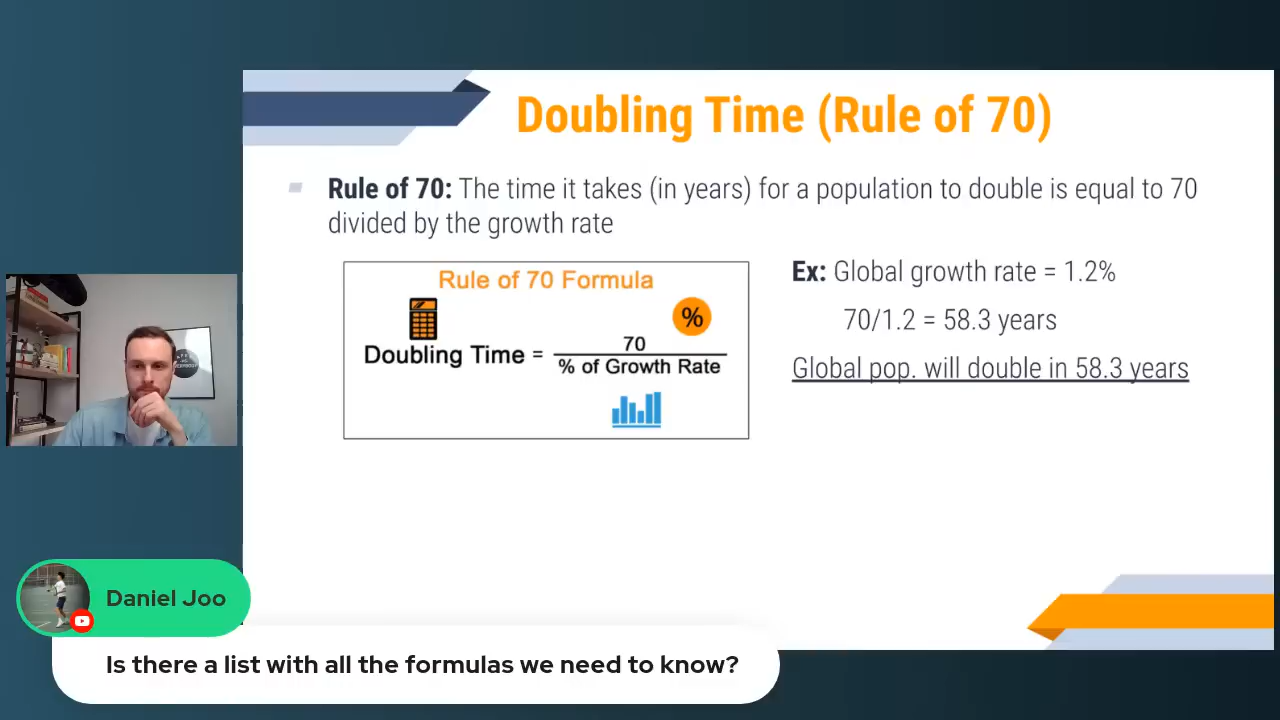 Doubling Time (Rule of 70)
Rule of 70: The time it takes (in years) for a population to double is equal to 70
divided by the growth rate
Rule of 70 Formula
%
Doubling Time = 70
% of Growth Rate
Ex: Global growth rate = 1.2%
70/1.2 = 58.3 years
Global pop. will double in 58.3 years
Daniel Joo
Is there a list with all the formulas we need to know?